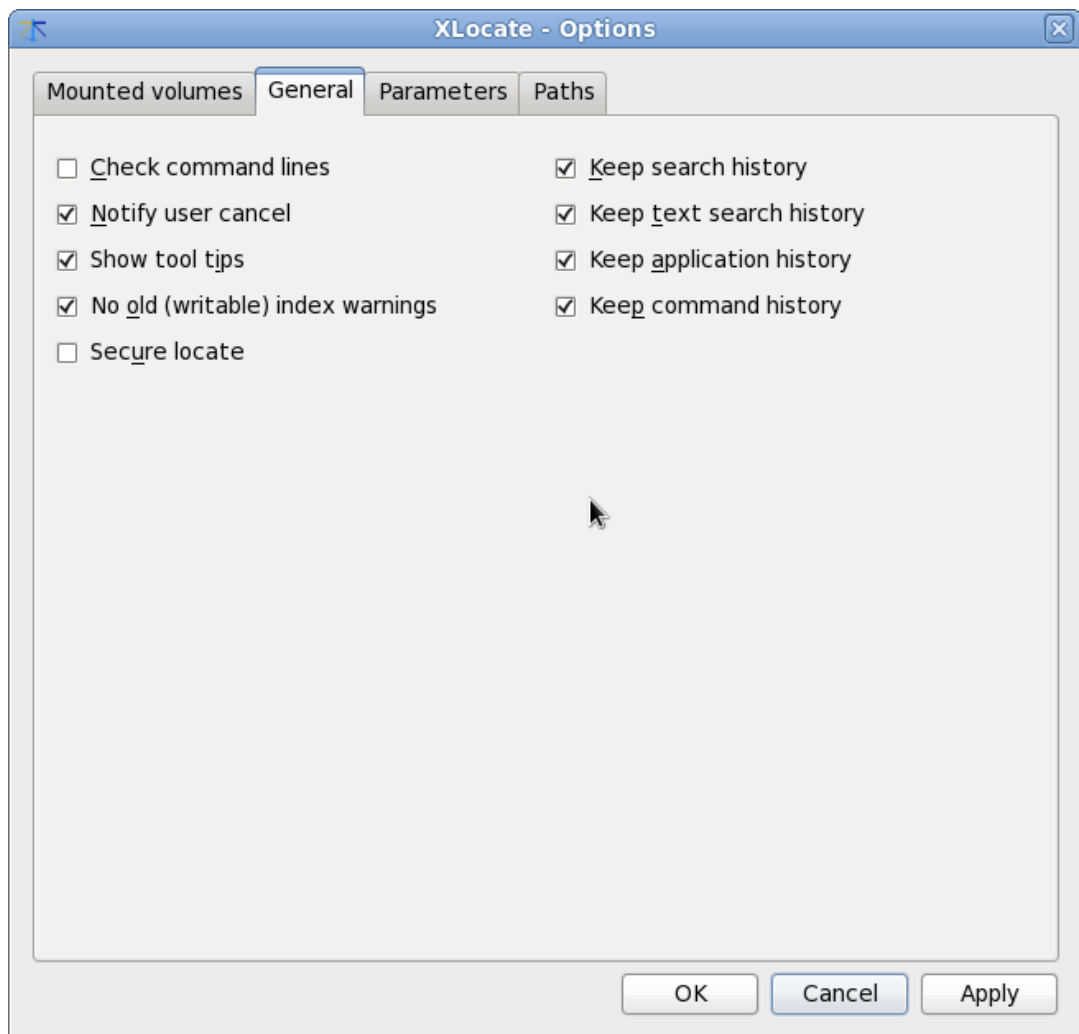 XLocate - Options
Mounted volumes General Parameters Paths
Check command lines
Notify user cancel
Show tool tips
No old (writable) index warnings
Secure locate
Keep search history
Keep text search history
Keep application history
Keep command history
OK Cancel Apply